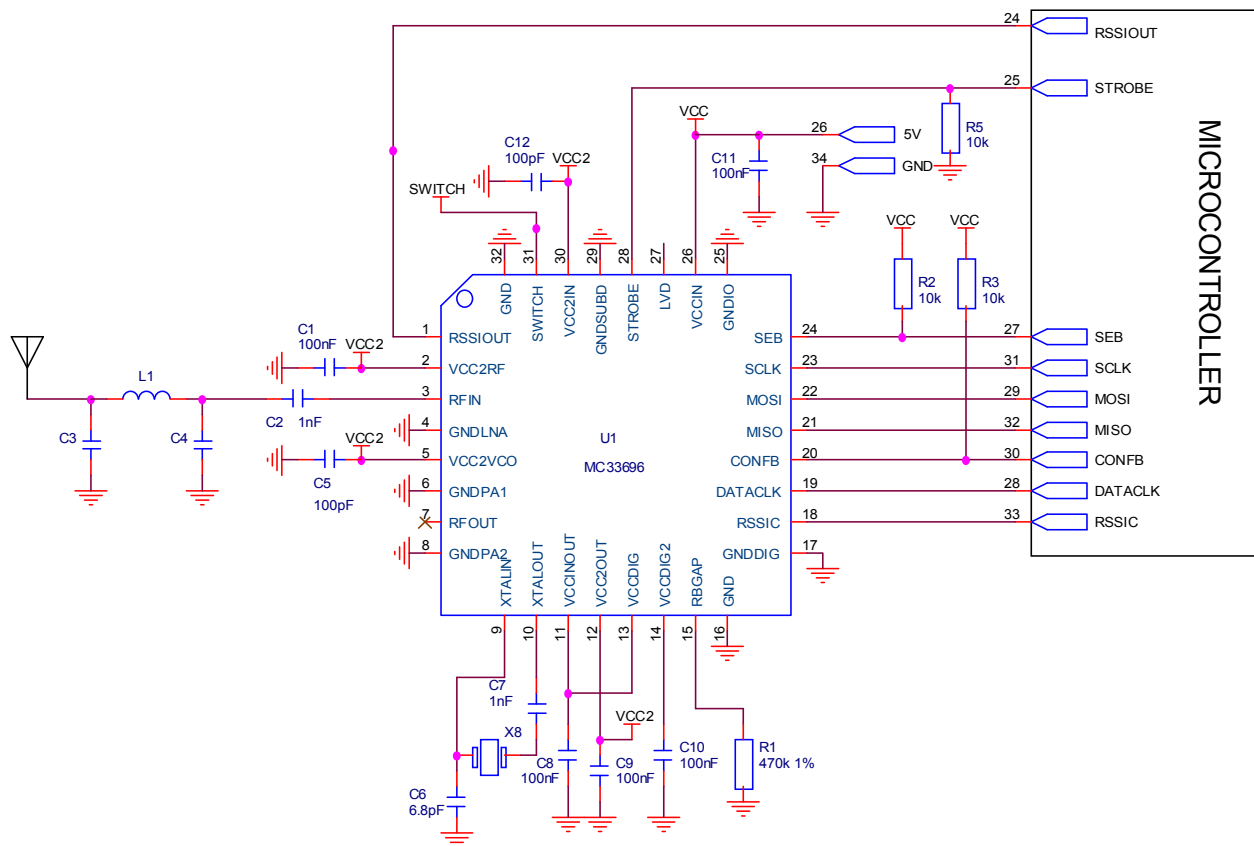 24
RSSIOUT
25
STROBE
MICROCONTROLLER
VCC
26
5V
34
GND
R5
10k
C11
100nF
C12
100pF
VCC2
SWITCH
VCC
VCC
R2
10k
R3
10k
32
31
30
29
28
27
26
25
GND
SWITCH
VCC2IN
GNDSUBD
STROBE
LVD
VCCIN
GNDIO
1
RSSIOUT
2
VCC2RF
3
RFIN
4
GNDLNA
5
VCC2VCO
6
GNDPA1
7
RFOUT
8
GNDPA2
U1
MC33696
SEB
24
27
SEB
SCLK
23
31
SCLK
MOSI
22
29
MOSI
MISO
21
32
MISO
CONFB
20
30
CONFB
DATACLK
19
28
DATACLK
RSSIC
18
33
RSSIC
GNDDIG
17
C1
100nF
VCC2
L1
C2
1nF
C3
C4
VCC2
C5
100pF
XTALIN
XTALOUT
VCCINOUT
VCC2OUT
VCCDIG
VCCDIG2
RBGAP
GND
9
10
11
12
13
14
15
16
C7
1nF
X8
VCC2
C6
6.8pF
C8
100nF
C9
100nF
C10
100nF
R1
470k 1%